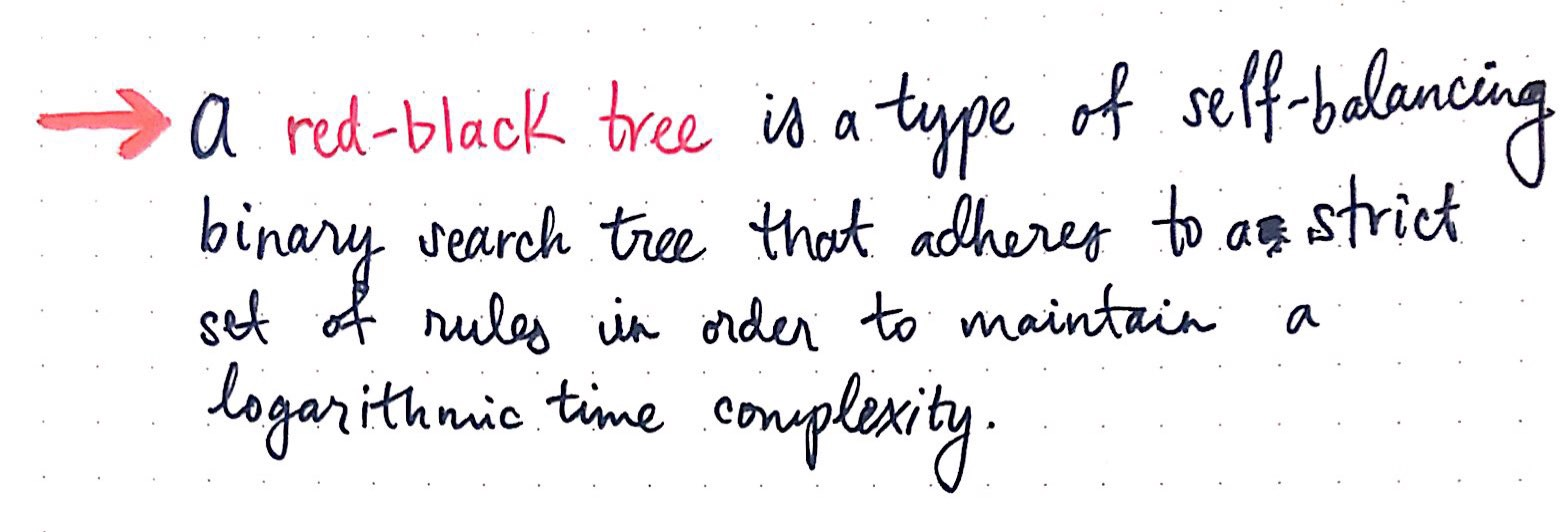 → a red-black tree is a type of self-balancing
binary search tree that adheres to a strict
set of rules in order to maintain a
logarithmic time complexity.